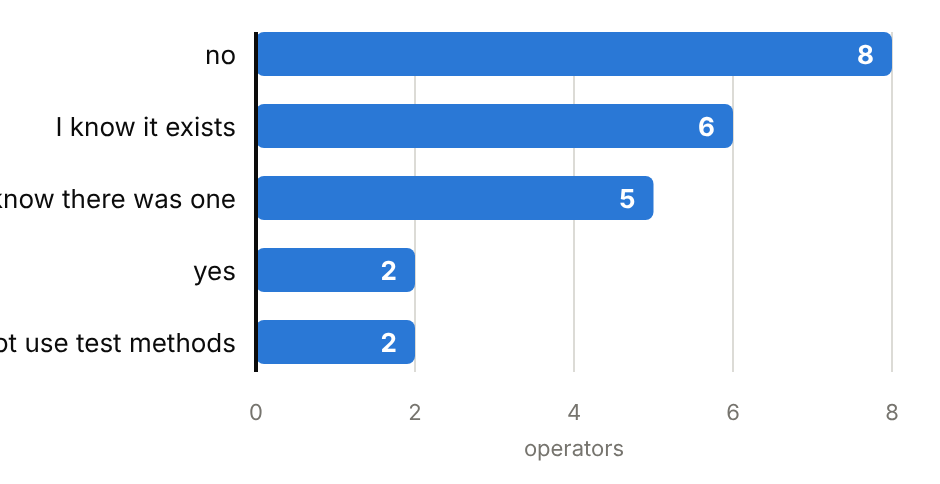 no 8
I know it exists 6
know there was one 5
yes 2
use test methods 2
0 2 4 6 8
operators